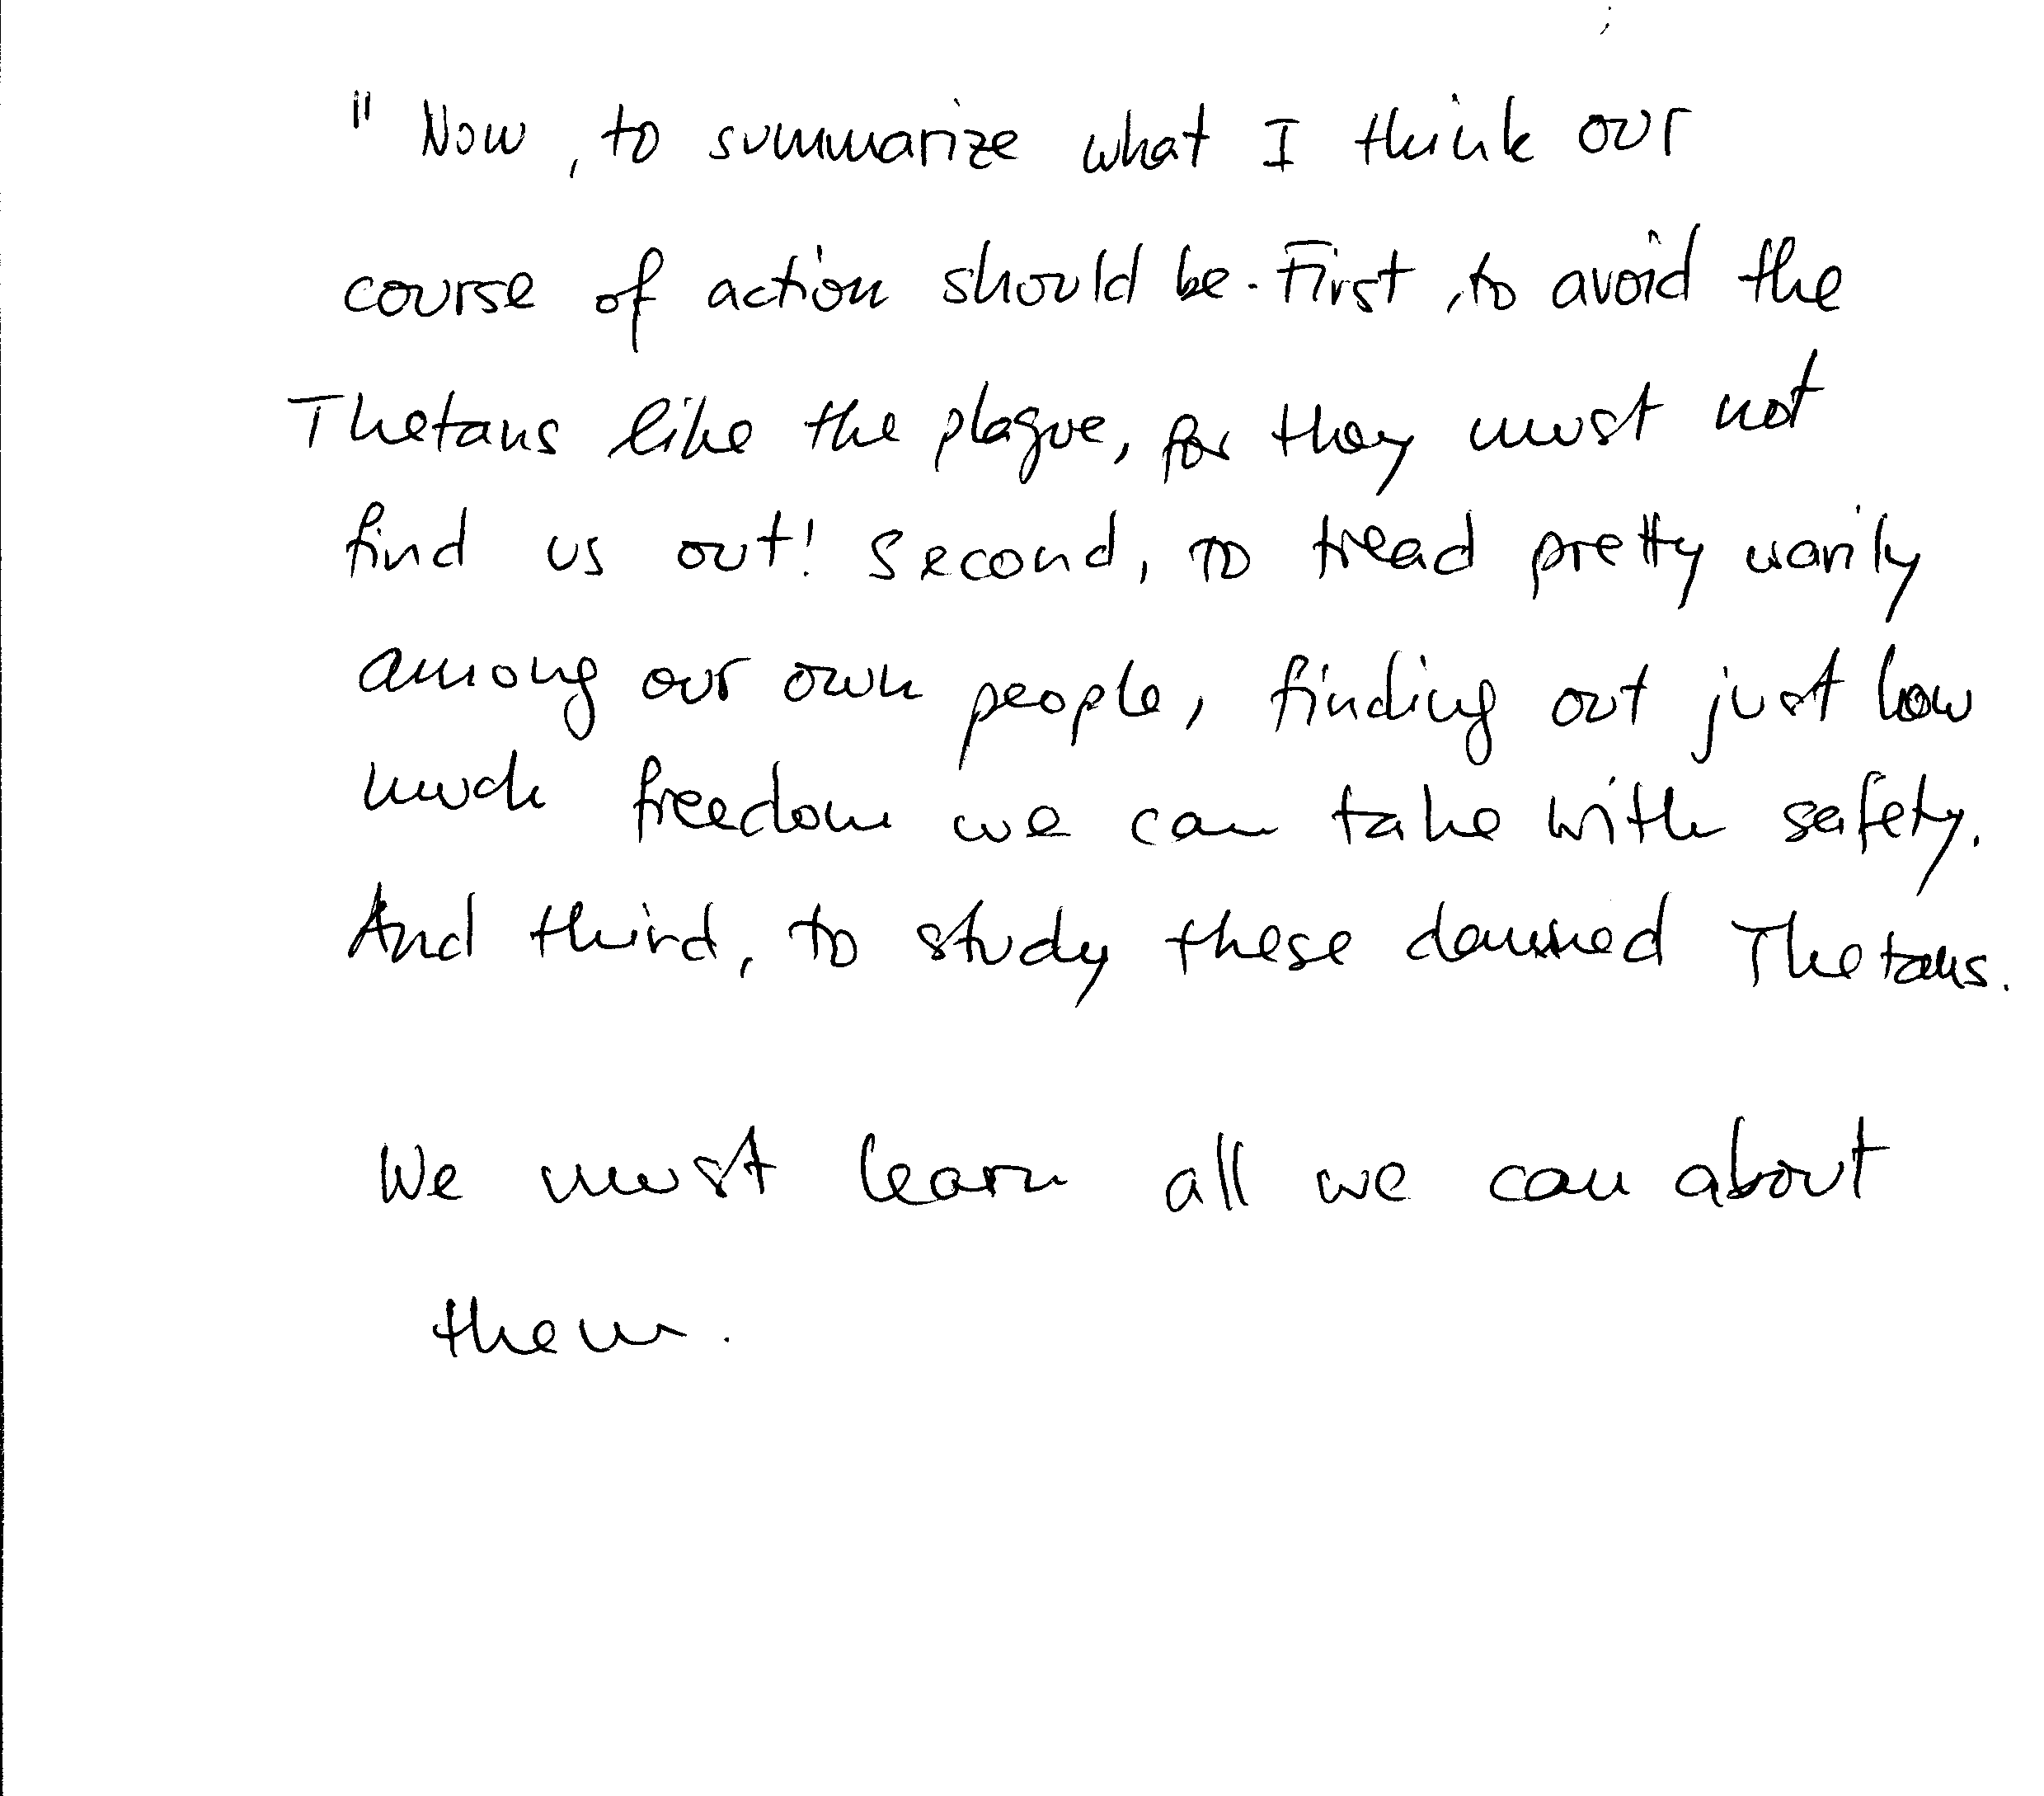 " Now, to summarize what I think our
course of action should be. First, to avoid the
Thetans like the plague, for they must not
find us out! Second, to tread pretty warily
among our own people, finding out just how
much freedom we can take with safety.
And third, to study these damned Thetans.
We must learn all we can about
them.